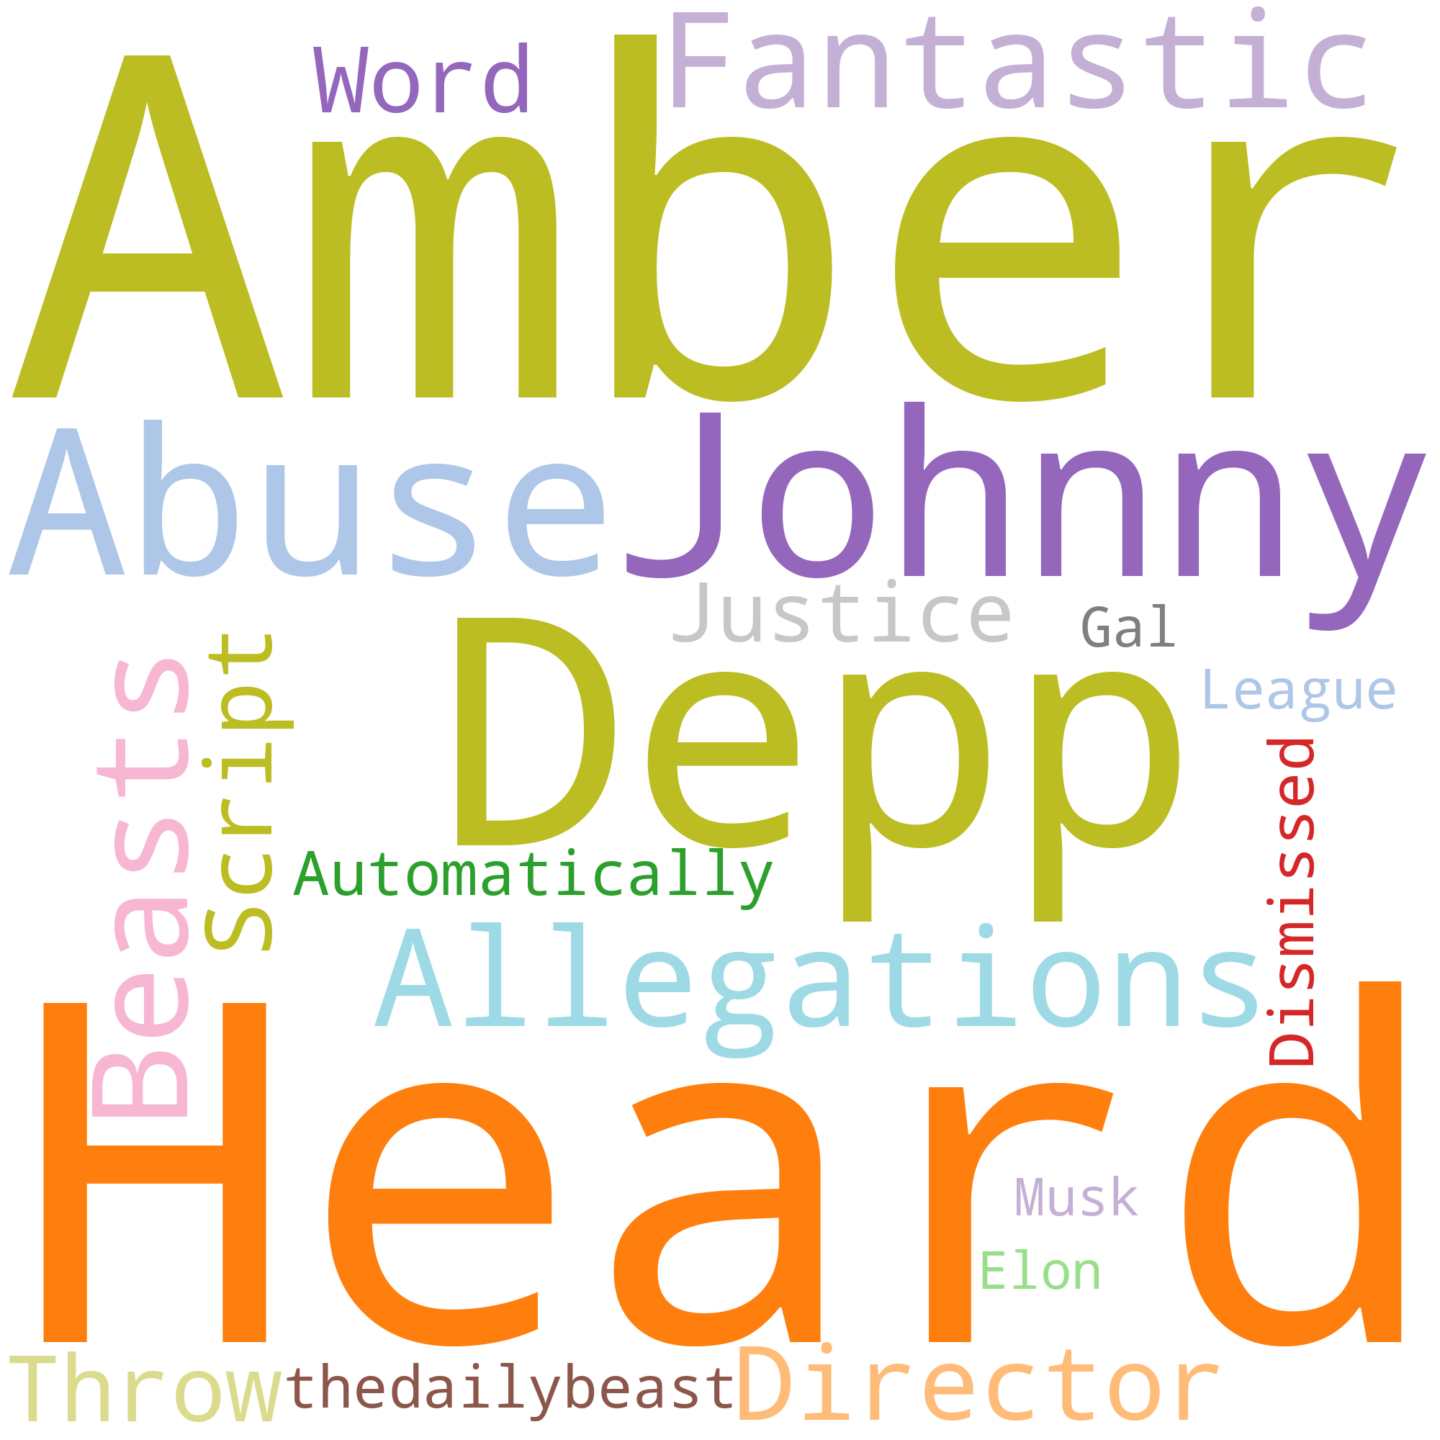 Word
Fantastic
Amber
Abuse
Johnny
Justice
Gal
League
Depp
Script
Beasts
Dismissed
Automatically
Allegations
Heard
Musk
Elon
Throw
thedailybeast
Director